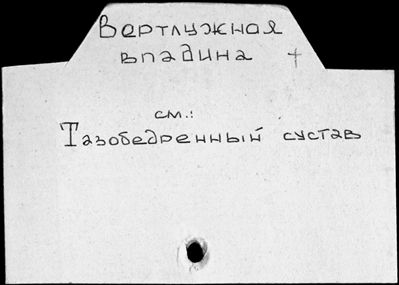 Вертлужная
впадина +
см.:
Тазобедренный сустав